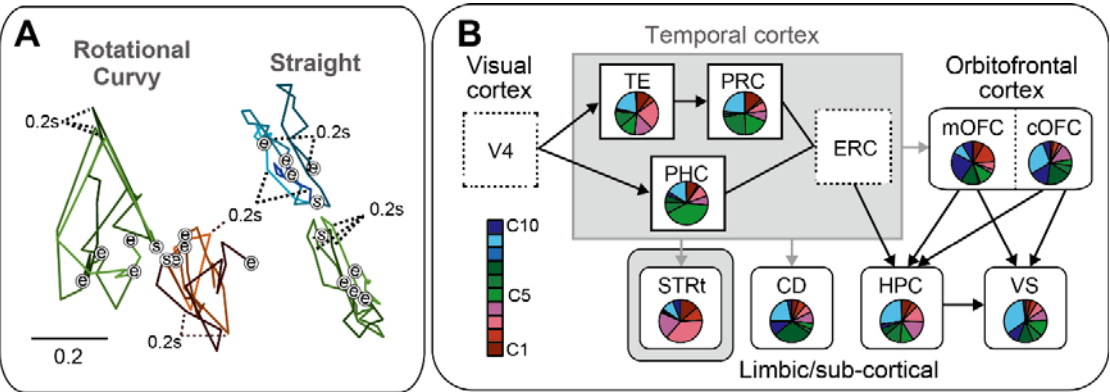 A
Rotational
Curvy
Straight
0.2s
0.2s
e
e
e
e
s
0.2s
0.2s
s
e
e
s
e
e
e
e
e
s
e
e
e
e
e
0.2s
0.2
B
Temporal cortex
Visual
cortex
Orbitofrontal
cortex
TE
PRC
mOFC
cOFC
V4
ERC
PHC
C10
C5
C1
STRt
CD
HPC
VS
Limbic/sub-cortical